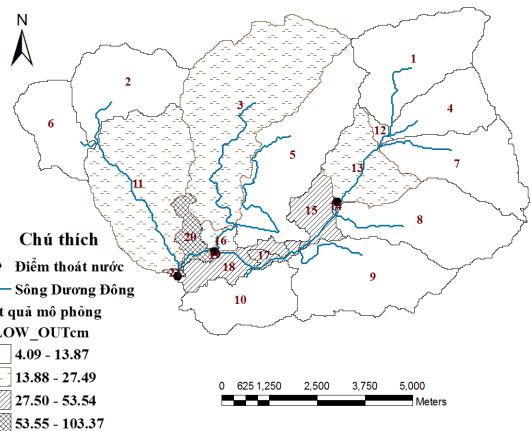 N
1
2
6
3
4
12
5
7
13
11
15
8
20
16
17
18
9
10
Chú thích
Điểm thoát nước
Sông Dương Đông
t quả mô phỏng
LOW_OUTcm
4.09 - 13.87
13.88 - 27.49
27.50 - 53.54
53.55 - 103.37
0 625 1,250 2,500 3,750 5,000
Meters